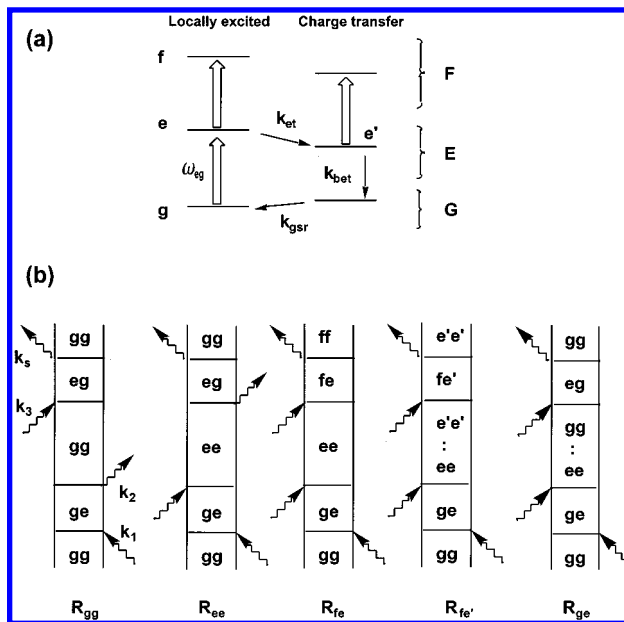 (a)
Locally excited Charge transfer
f
F
k_et
e
e'
E
ω_eg
k_bet
g
k_gsr
G
(b)
gg gg ff e'e' gg
k_s
eg eg fe fe' eg
k_3
gg ee ee e'e' : ee gg : ee
k_2
ge ge ge ge ge
k_1
gg gg gg gg gg
R_gg R_ee R_fe R_fe' R_ge